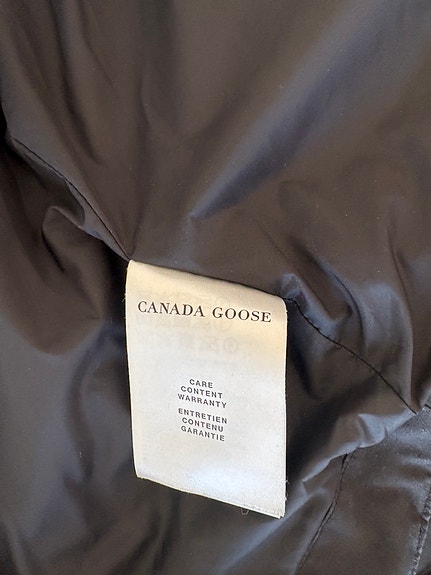 CANADA GOOSE
CARE
CONTENT
WARRANTY
ENTRETIEN
CONTENU
GARANTIE